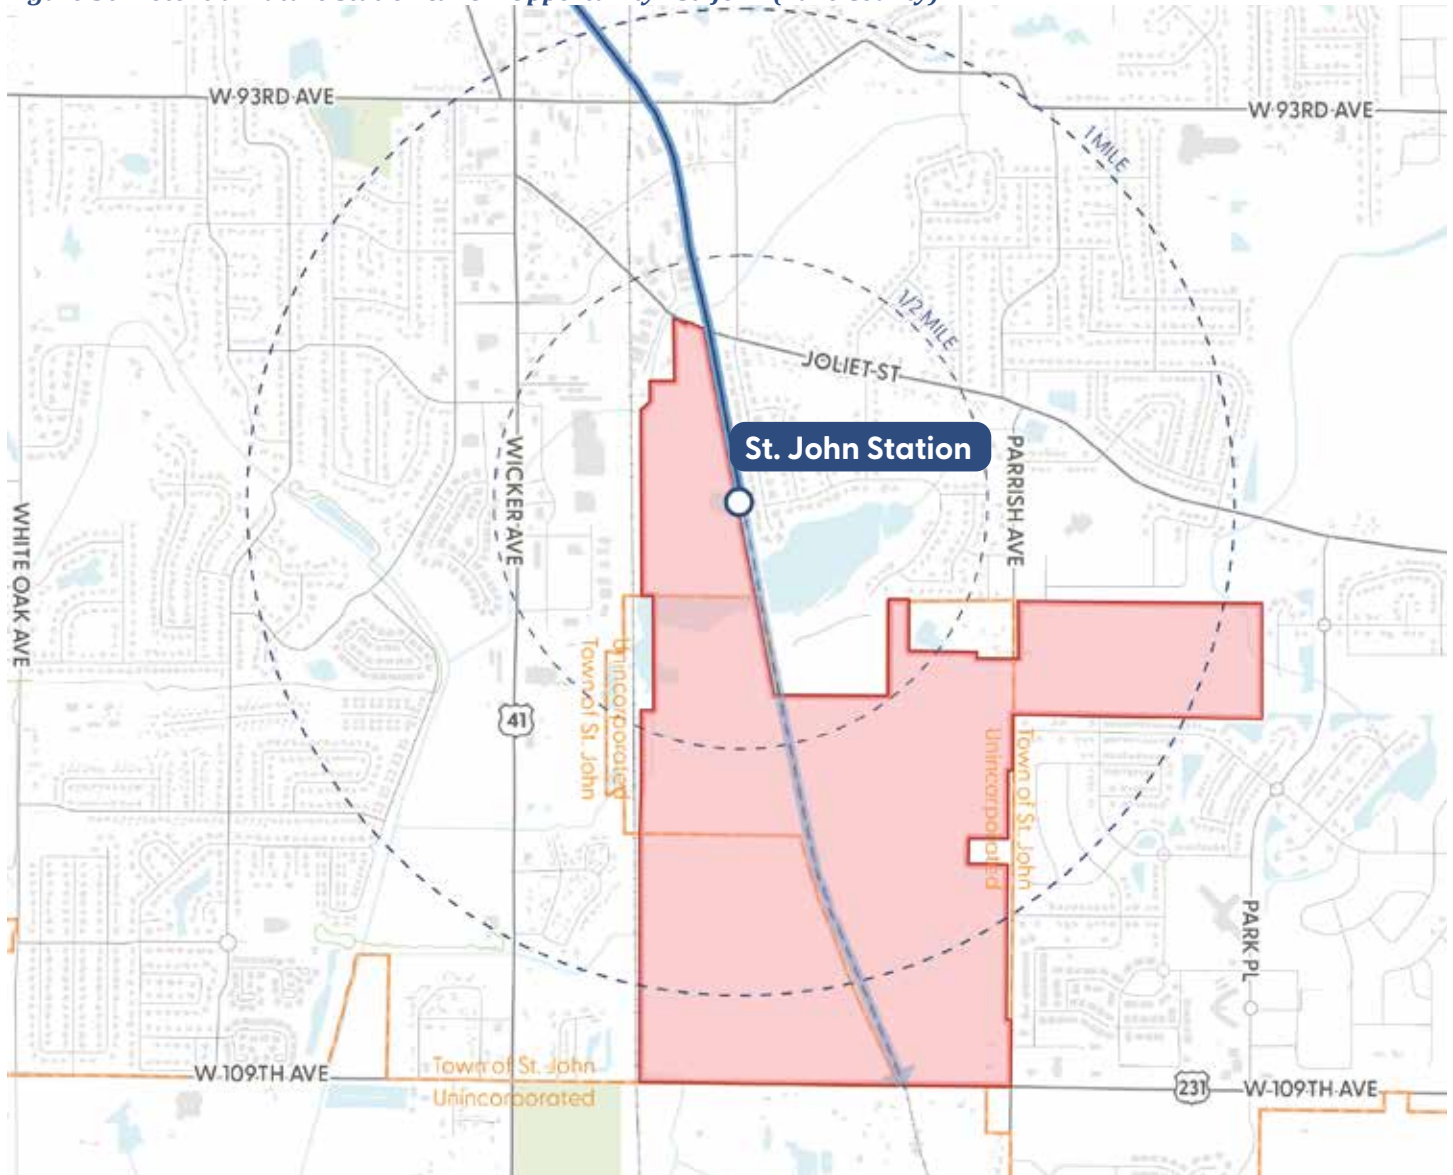 W 93RD AVE
W 93RD AVE
1 MILE
1/2 MILE
JOLIET ST
St. John Station
WICKER AVE
PARRISH AVE
WHITE OAK AVE
Unincorporated
Town of St. John
41
Town of St. John
Unincorporated
PARK PL
W 109TH AVE
Town of St. John
Unincorporated
231
W 109TH AVE